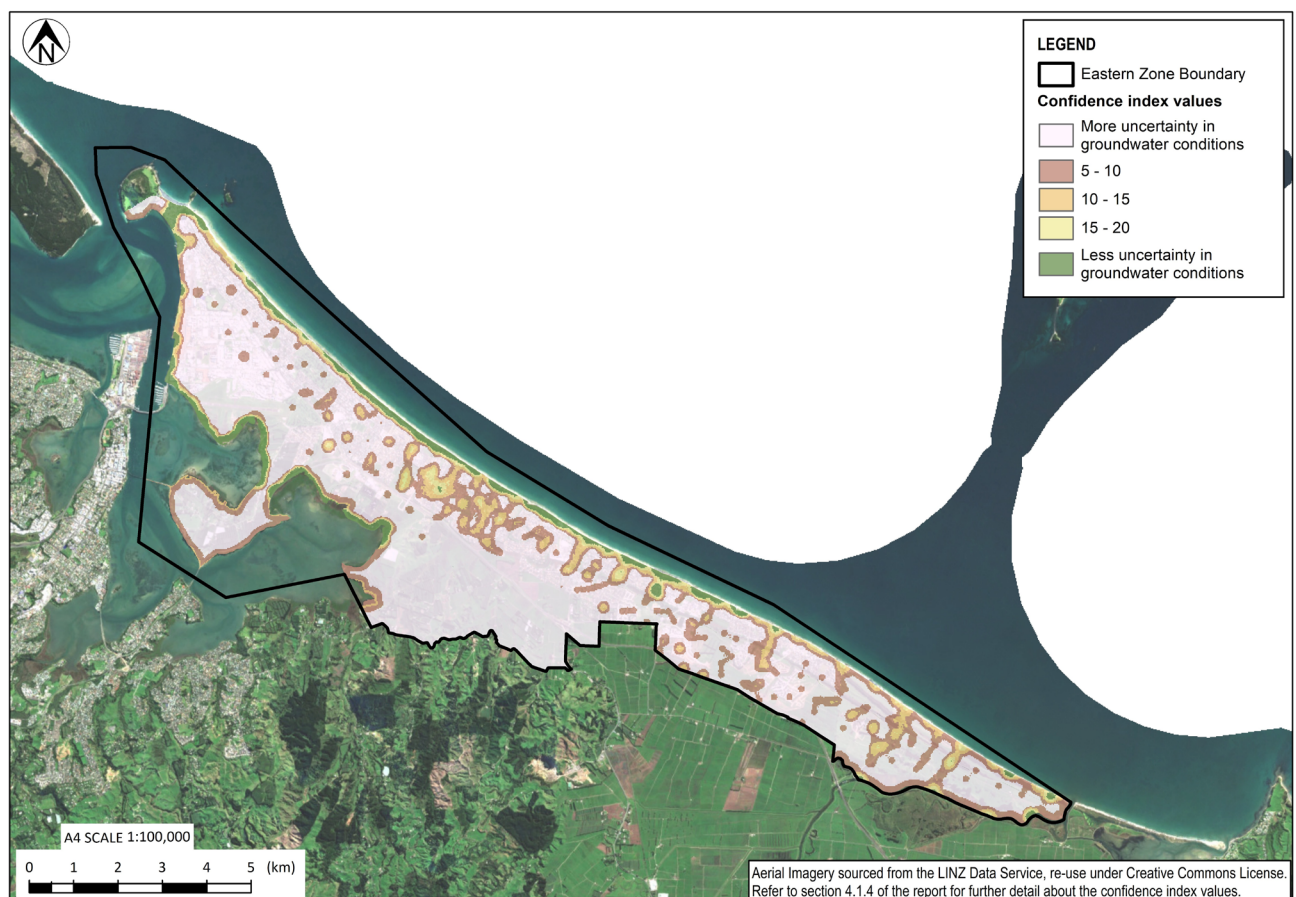 N
LEGEND
Eastern Zone Boundary
Confidence index values
More uncertainty in
groundwater conditions
5 - 10
10 - 15
15 - 20
Less uncertainty in
groundwater conditions
A4 SCALE 1:100,000
0 1 2 3 4 5 (km)
Aerial Imagery sourced from the LINZ Data Service, re-use under Creative Commons License.
Refer to section 4.1.4 of the report for further detail about the confidence index values.